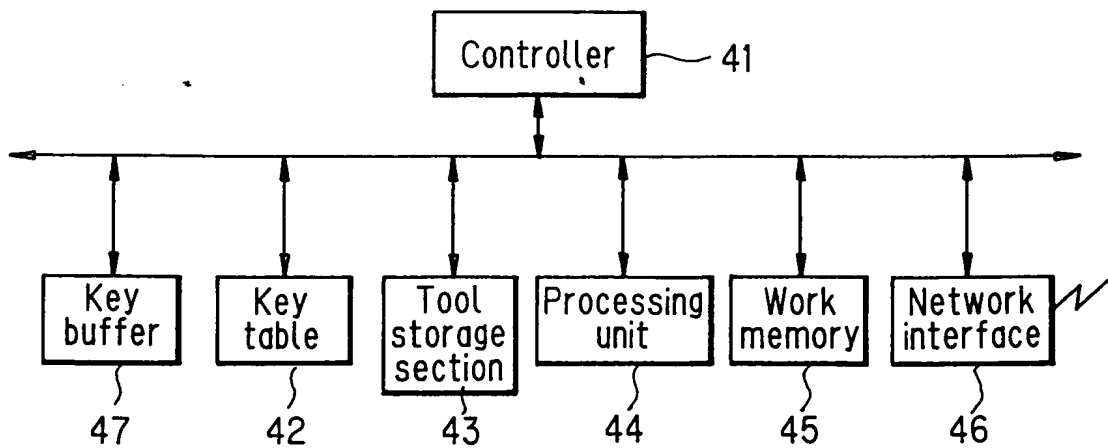 Controller
41
Key
buffer
Key
table
Tool
storage
section
Processing
unit
Work
memory
Network
interface
47
42
43
44
45
46